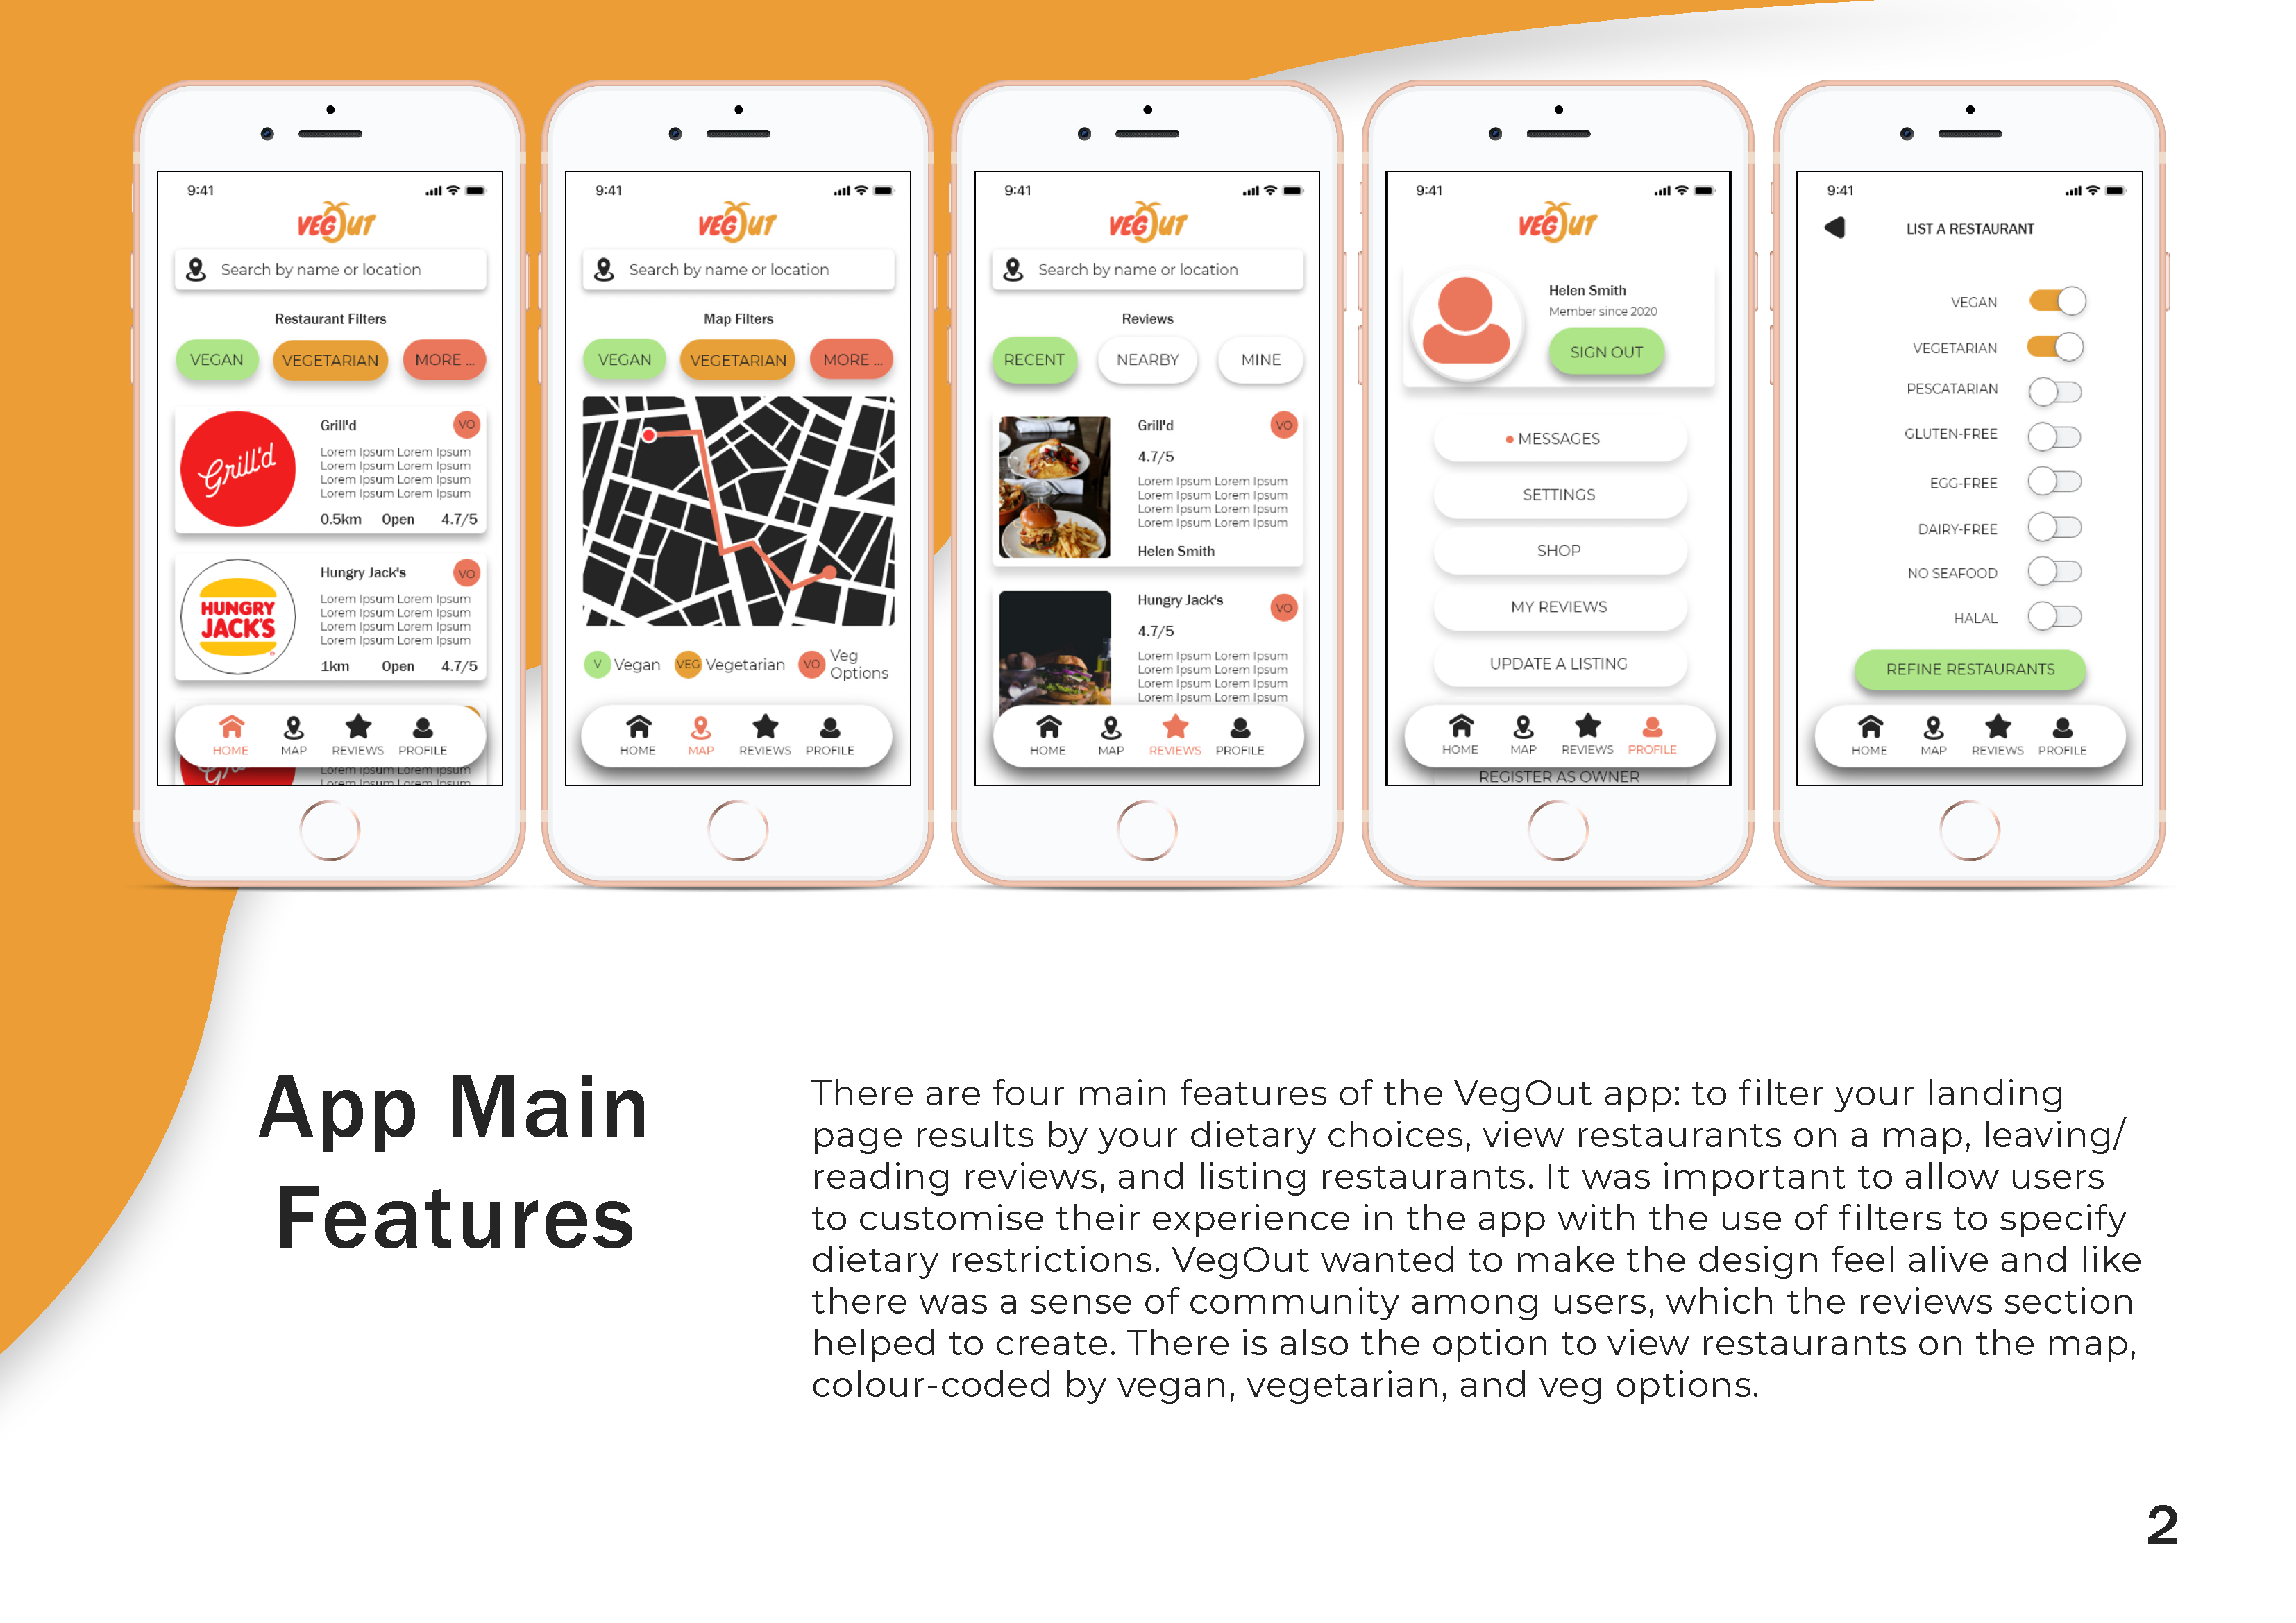 9:41
VEGOUT
Search by name or location
Restaurant Filters
VEGAN VEGETARIAN MORE ...
Grill'd
Grill'd VO
Lorem Ipsum Lorem Ipsum
Lorem Ipsum Lorem Ipsum
Lorem Ipsum Lorem Ipsum
Lorem Ipsum Lorem Ipsum
0.5km Open 4.7/5
HUNGRY
JACK'S
Hungry Jack's VO
Lorem Ipsum Lorem Ipsum
Lorem Ipsum Lorem Ipsum
Lorem Ipsum Lorem Ipsum
Lorem Ipsum Lorem Ipsum
1km Open 4.7/5
HOME MAP REVIEWS PROFILE
Lorem Ipsum Lorem Ipsum
Lorem Ipsum Lorem Ipsum
9:41
VEGOUT
Search by name or location
Map Filters
VEGAN VEGETARIAN MORE ...
V Vegan VEG Vegetarian VO Veg
Options
HOME MAP REVIEWS PROFILE
9:41
VEGOUT
Search by name or location
Reviews
RECENT NEARBY MINE
Grill'd VO
4.7/5
Lorem Ipsum Lorem Ipsum
Lorem Ipsum Lorem Ipsum
Lorem Ipsum Lorem Ipsum
Lorem Ipsum Lorem Ipsum
Helen Smith
Hungry Jack's VO
4.7/5
Lorem Ipsum Lorem Ipsum
Lorem Ipsum Lorem Ipsum
Lorem Ipsum Lorem Ipsum
Lorem Ipsum Lorem Ipsum
HOME MAP REVIEWS PROFILE
9:41
VEGOUT
Helen Smith
Member since 2020
SIGN OUT
MESSAGES
SETTINGS
SHOP
MY REVIEWS
UPDATE A LISTING
HOME MAP REVIEWS PROFILE
REGISTER AS OWNER
9:41
LIST A RESTAURANT
VEGAN
VEGETARIAN
PESCATARIAN
GLUTEN-FREE
EGG-FREE
DAIRY-FREE
NO SEAFOOD
HALAL
REFINE RESTAURANTS
HOME MAP REVIEWS PROFILE
App Main
Features
There are four main features of the VegOut app: to filter your landing
page results by your dietary choices, view restaurants on a map, leaving/
reading reviews, and listing restaurants. It was important to allow users
to customise their experience in the app with the use of filters to specify
dietary restrictions. VegOut wanted to make the design feel alive and like
there was a sense of community among users, which the reviews section
helped to create. There is also the option to view restaurants on the map,
colour-coded by vegan, vegetarian, and veg options.
2